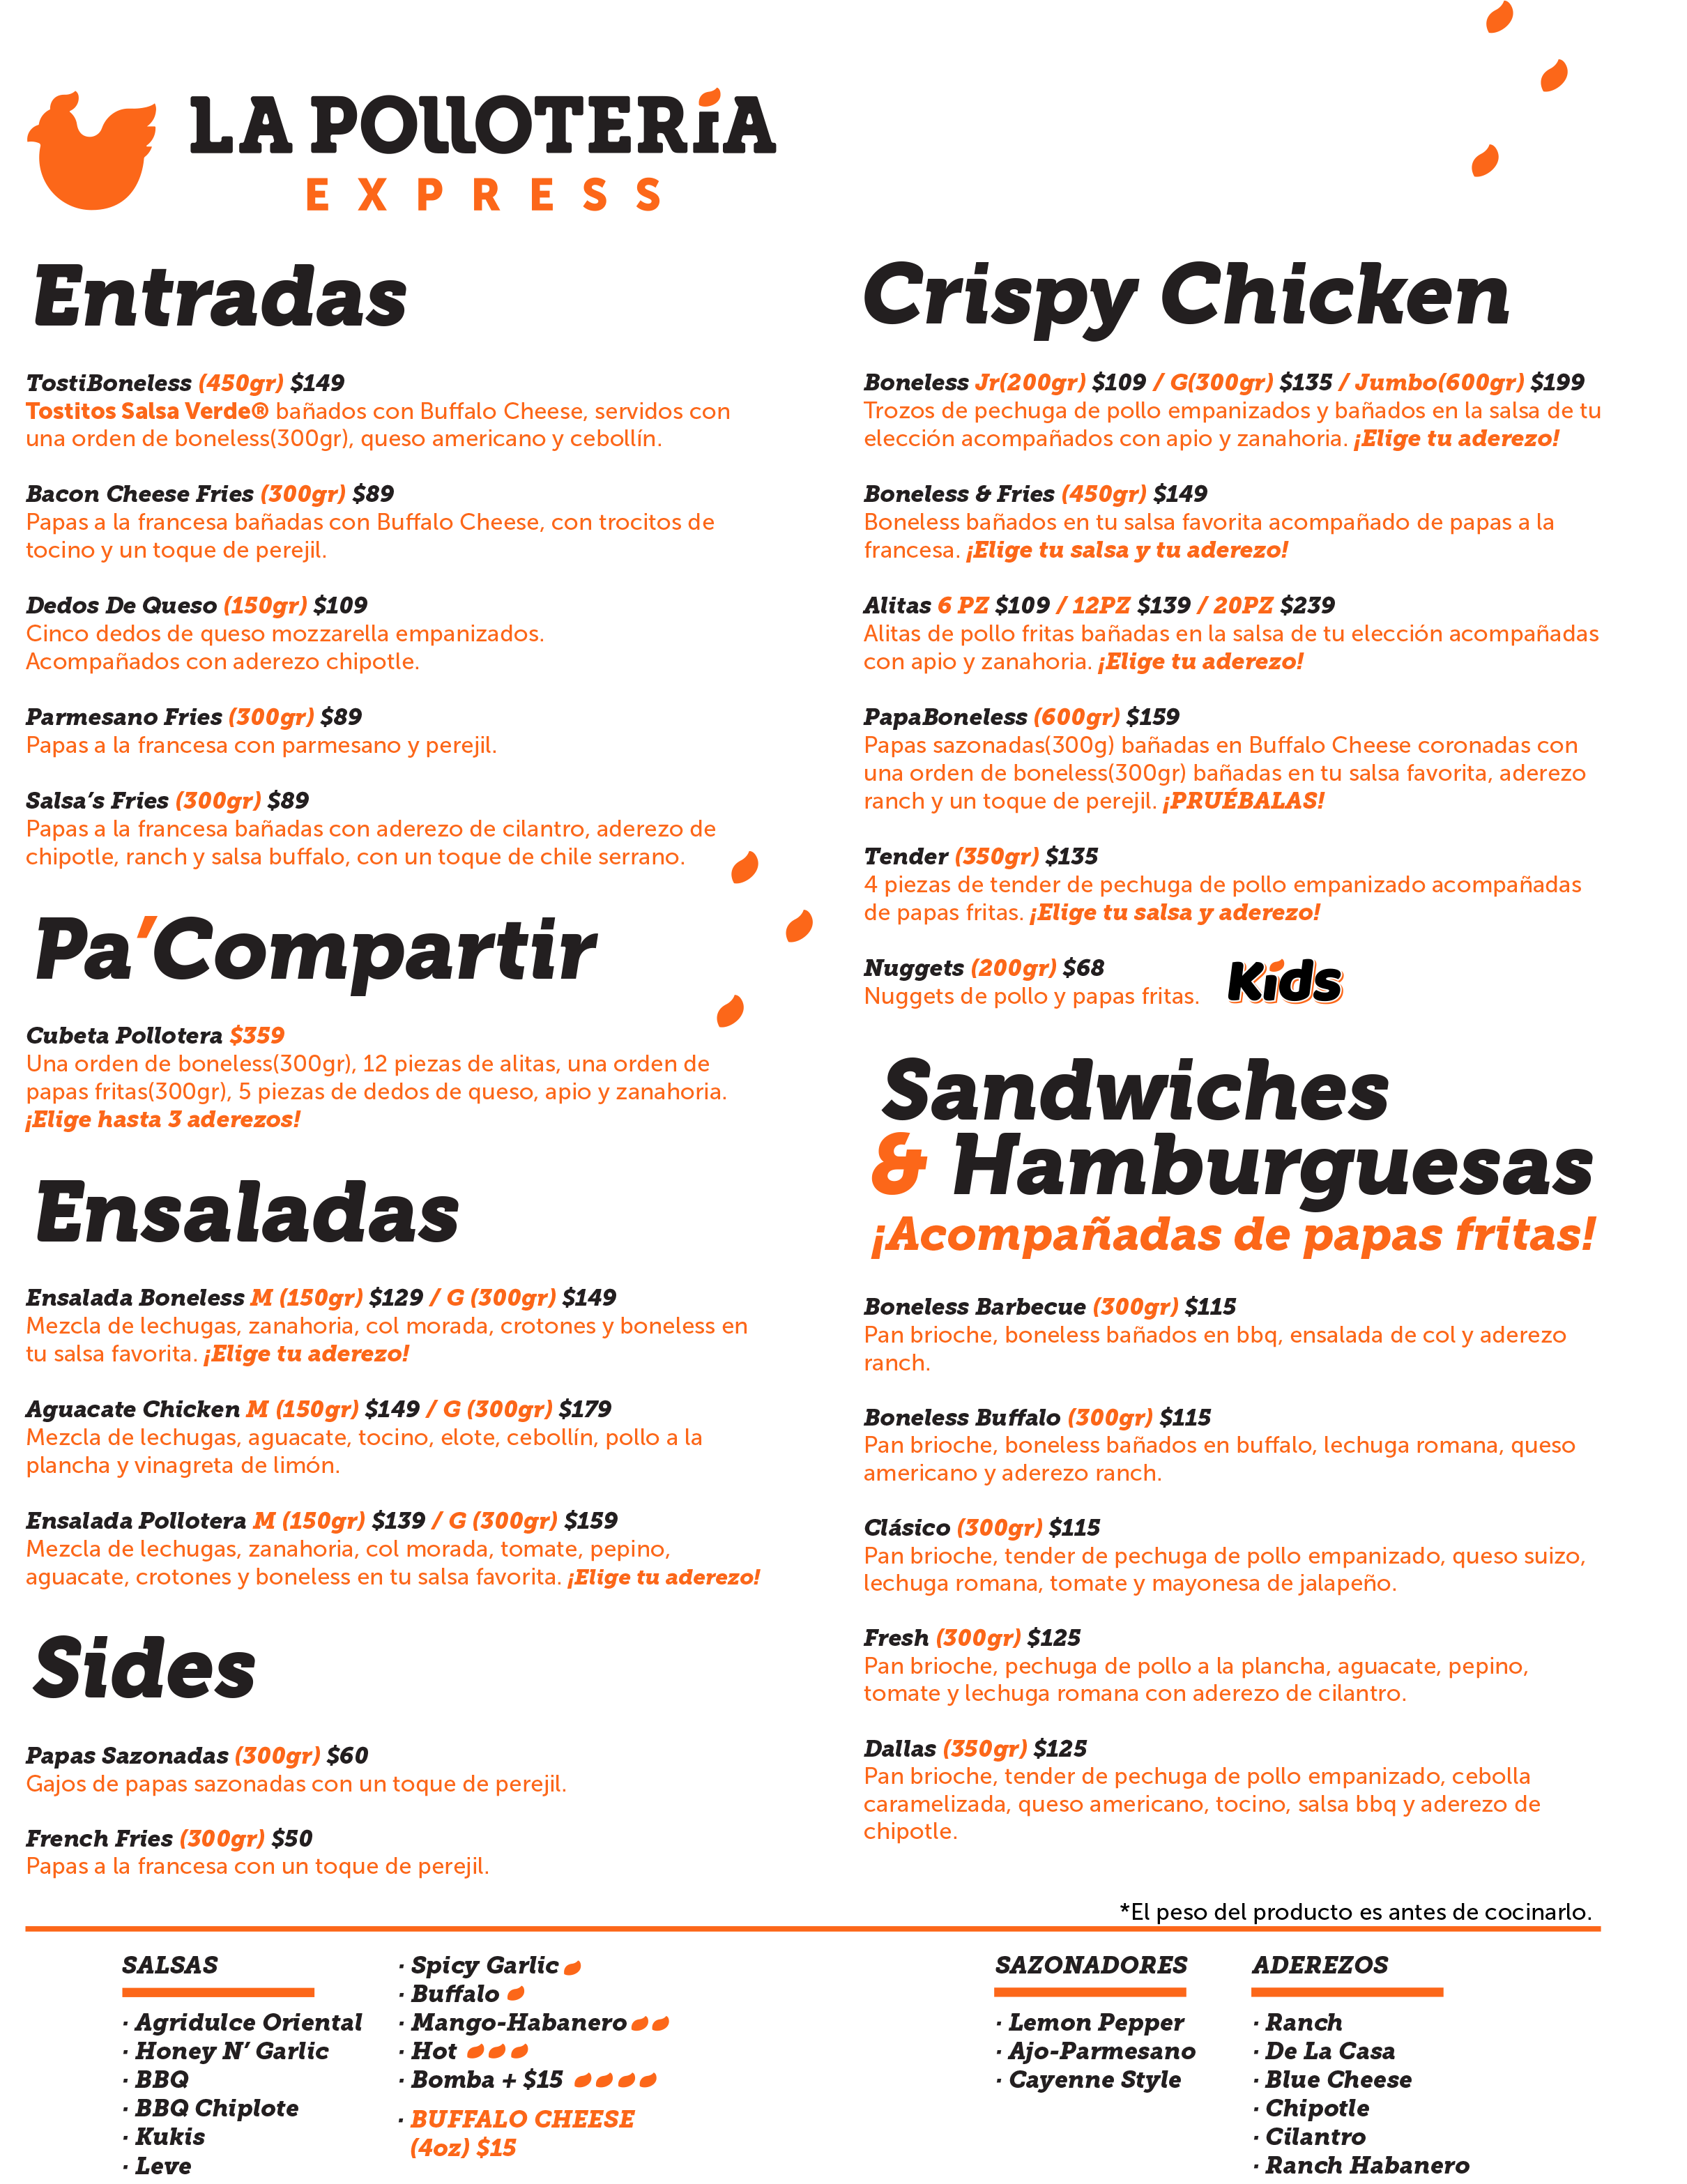 LA POLLOTERÍA
EXPRESS
Entradas
TostiBoneless (450gr) $149
Tostitos Salsa Verde® bañados con Buffalo Cheese, servidos con
una orden de boneless(300gr), queso americano y cebollín.
Bacon Cheese Fries (300gr) $89
Papas a la francesa bañadas con Buffalo Cheese, con trocitos de
tocino y un toque de perejil.
Dedos De Queso (150gr) $109
Cinco dedos de queso mozzarella empanizados.
Acompañados con aderezo chipotle.
Parmesano Fries (300gr) $89
Papas a la francesa con parmesano y perejil.
Salsa’s Fries (300gr) $89
Papas a la francesa bañadas con aderezo de cilantro, aderezo de
chipotle, ranch y salsa buffalo, con un toque de chile serrano.
Pa’Compartir
Cubeta Pollotera $359
Una orden de boneless(300gr), 12 piezas de alitas, una orden de
papas fritas(300gr), 5 piezas de dedos de queso, apio y zanahoria.
¡Elige hasta 3 aderezos!
Ensaladas
Ensalada Boneless M (150gr) $129 / G (300gr) $149
Mezcla de lechugas, zanahoria, col morada, crotones y boneless en
tu salsa favorita. ¡Elige tu aderezo!
Aguacate Chicken M (150gr) $149 / G (300gr) $179
Mezcla de lechugas, aguacate, tocino, elote, cebollín, pollo a la
plancha y vinagreta de limón.
Ensalada Pollotera M (150gr) $139 / G (300gr) $159
Mezcla de lechugas, zanahoria, col morada, tomate, pepino,
aguacate, crotones y boneless en tu salsa favorita. ¡Elige tu aderezo!
Sides
Papas Sazonadas (300gr) $60
Gajos de papas sazonadas con un toque de perejil.
French Fries (300gr) $50
Papas a la francesa con un toque de perejil.
Crispy Chicken
Boneless Jr(200gr) $109 / G(300gr) $135 / Jumbo(600gr) $199
Trozos de pechuga de pollo empanizados y bañados en la salsa de tu
elección acompañados con apio y zanahoria. ¡Elige tu aderezo!
Boneless & Fries (450gr) $149
Boneless bañados en tu salsa favorita acompañado de papas a la
francesa. ¡Elige tu salsa y tu aderezo!
Alitas 6 PZ $109 / 12PZ $139 / 20PZ $239
Alitas de pollo fritas bañadas en la salsa de tu elección acompañadas
con apio y zanahoria. ¡Elige tu aderezo!
PapaBoneless (600gr) $159
Papas sazonadas(300g) bañadas en Buffalo Cheese coronadas con
una orden de boneless(300gr) bañadas en tu salsa favorita, aderezo
ranch y un toque de perejil. ¡PRUÉBALAS!
Tender (350gr) $135
4 piezas de tender de pechuga de pollo empanizado acompañadas
de papas fritas. ¡Elige tu salsa y aderezo!
Nuggets (200gr) $68
Nuggets de pollo y papas fritas.
Kids
Sandwiches
& Hamburguesas
¡Acompañadas de papas fritas!
Boneless Barbecue (300gr) $115
Pan brioche, boneless bañados en bbq, ensalada de col y aderezo
ranch.
Boneless Buffalo (300gr) $115
Pan brioche, boneless bañados en buffalo, lechuga romana, queso
americano y aderezo ranch.
Clásico (300gr) $115
Pan brioche, tender de pechuga de pollo empanizado, queso suizo,
lechuga romana, tomate y mayonesa de jalapeño.
Fresh (300gr) $125
Pan brioche, pechuga de pollo a la plancha, aguacate, pepino,
tomate y lechuga romana con aderezo de cilantro.
Dallas (350gr) $125
Pan brioche, tender de pechuga de pollo empanizado, cebolla
caramelizada, queso americano, tocino, salsa bbq y aderezo de
chipotle.
*El peso del producto es antes de cocinarlo.
SALSAS
· Agridulce Oriental
· Honey N’ Garlic
· BBQ
· BBQ Chiplote
· Kukis
· Leve
· Spicy Garlic
· Buffalo
· Mango-Habanero
· Hot
· Bomba + $15
· BUFFALO CHEESE
(4oz) $15
SAZONADORES
· Lemon Pepper
· Ajo-Parmesano
· Cayenne Style
ADEREZOS
· Ranch
· De La Casa
· Blue Cheese
· Chipotle
· Cilantro
· Ranch Habanero